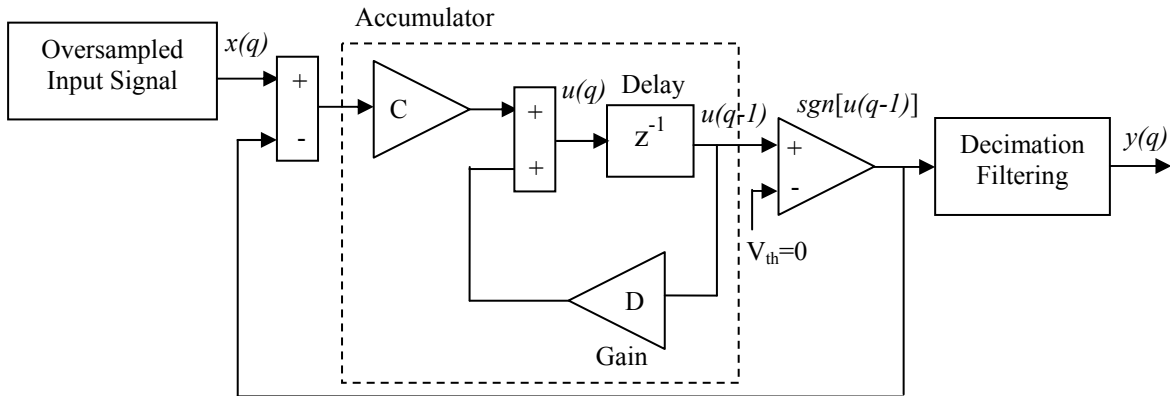 Accumulator
Oversampled
Input Signal
x(q)
+
-
C
+
+
u(q)
Delay
z-1
u(q-1)
sgn[u(q-1)]
+
-
Vth=0
Decimation
Filtering
y(q)
D
Gain